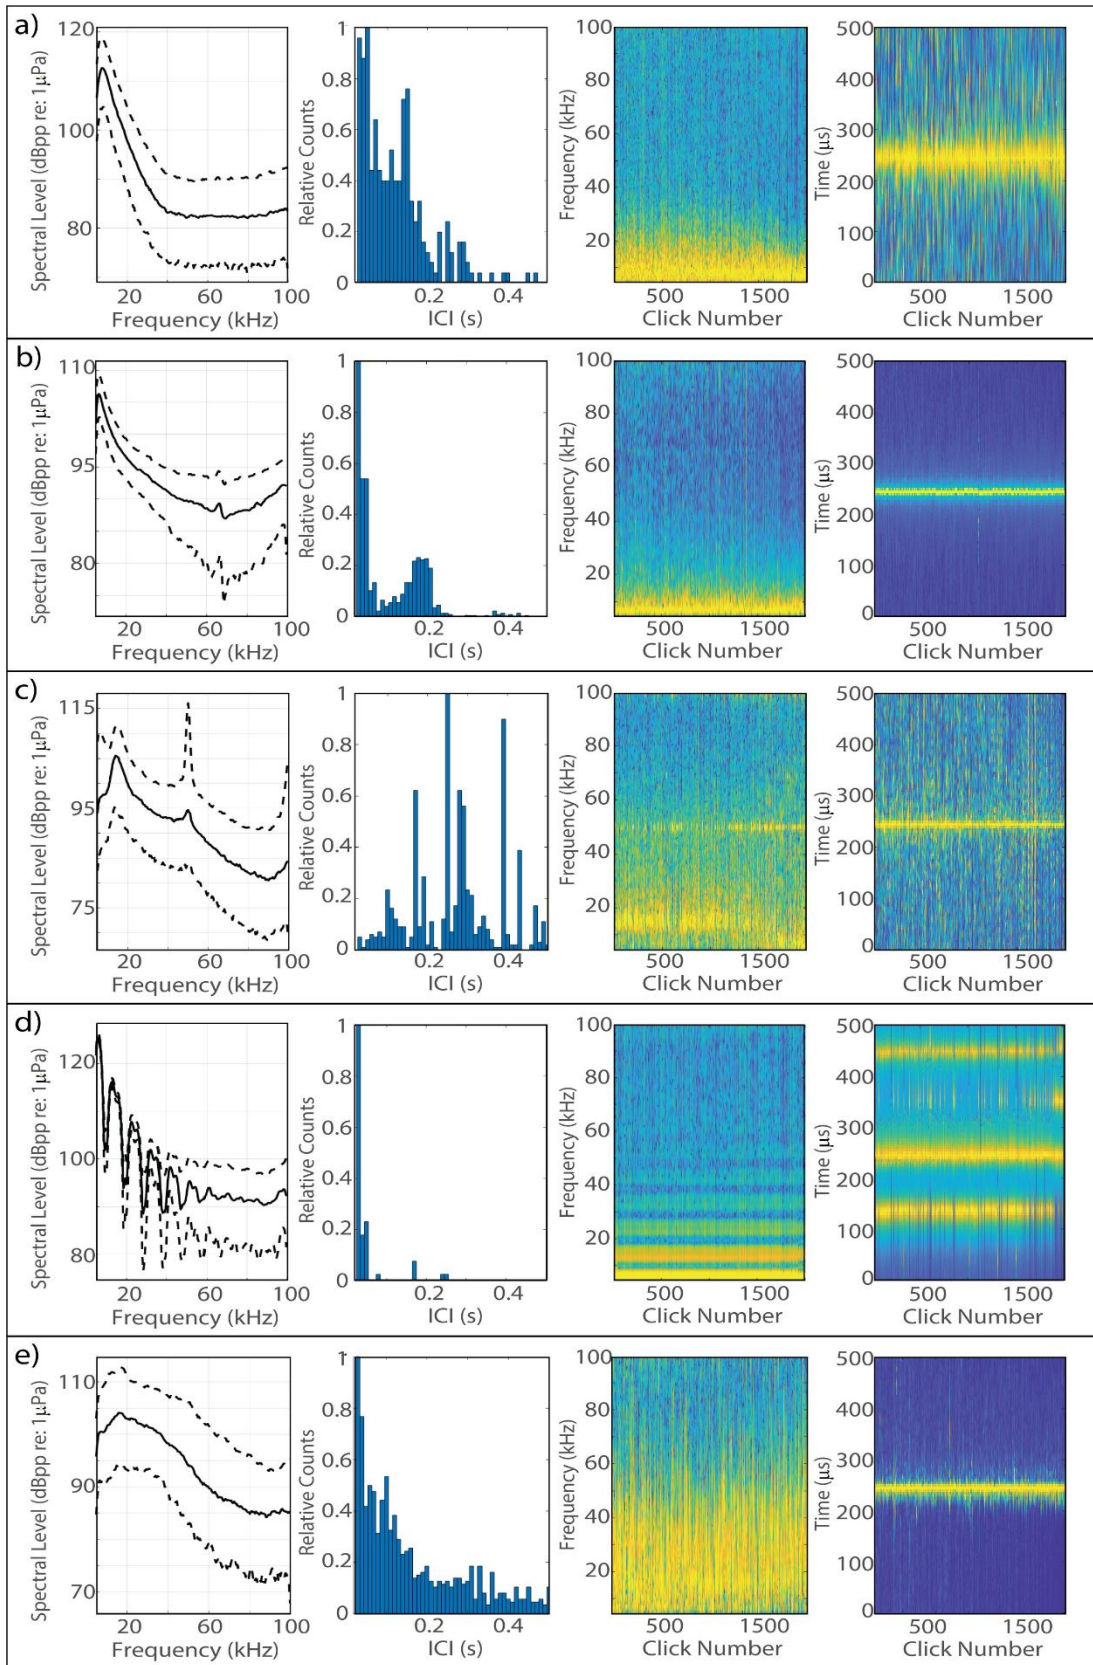 a)
120
100
80
Spectral Level (dBpp re: 1μPa)
20 60 100
Frequency (kHz)
1
0.8
0.6
0.4
0.2
0
Relative Counts
0.2 0.4
ICI (s)
100
80
60
40
20
Frequency (kHz)
500 1500
Click Number
500
400
300
200
100
0
Time (μs)
500 1500
Click Number
b)
110
95
80
Spectral Level (dBpp re: 1μPa)
20 60 100
Frequency (kHz)
1
0.8
0.6
0.4
0.2
0
Relative Counts
0.2 0.4
ICI (s)
100
80
60
40
20
Frequency (kHz)
500 1500
Click Number
500
400
300
200
100
0
Time (μs)
500 1500
Click Number
c)
115
95
75
Spectral Level (dBpp re: 1μPa)
20 60 100
Frequency (kHz)
1
0.8
0.6
0.4
0.2
0
Relative Counts
0.2 0.4
ICI (s)
100
80
60
40
20
Frequency (kHz)
500 1500
Click Number
500
400
300
200
100
0
Time (μs)
500 1500
Click Number
d)
120
100
80
Spectral Level (dBpp re: 1μPa)
20 60 100
Frequency (kHz)
1
0.8
0.6
0.4
0.2
0
Relative Counts
0.2 0.4
ICI (s)
100
80
60
40
20
Frequency (kHz)
500 1500
Click Number
500
400
300
200
100
0
Time (μs)
500 1500
Click Number
e)
110
90
70
Spectral Level (dBpp re: 1μPa)
20 60 100
Frequency (kHz)
1
0.8
0.6
0.4
0.2
0
Relative Counts
0.2 0.4
ICI (s)
100
80
60
40
20
Frequency (kHz)
500 1500
Click Number
500
400
300
200
100
0
Time (μs)
500 1500
Click Number